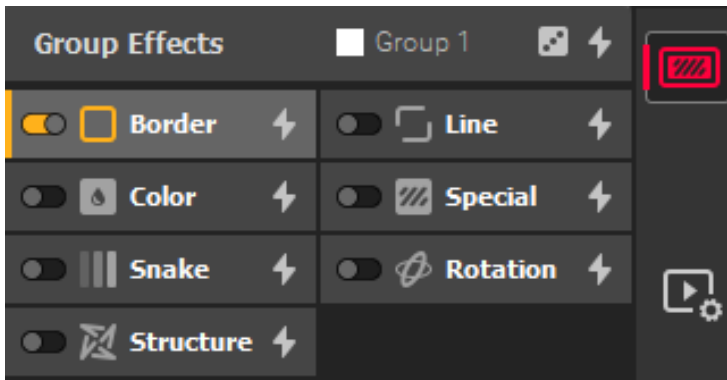 Group Effects Group 1
Border Line
Color Special
Snake Rotation
Structure